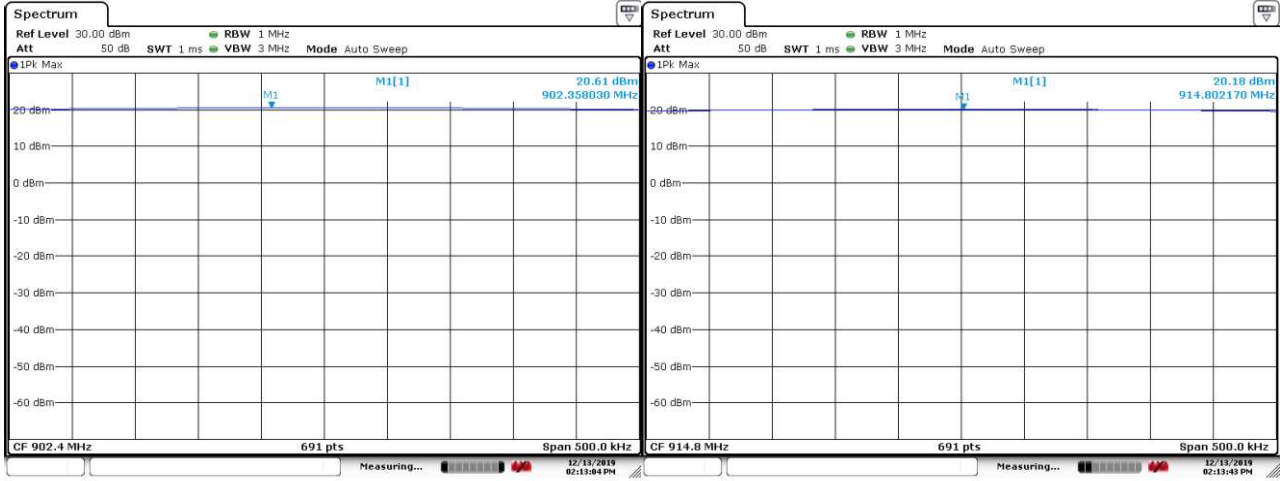 Spectrum
Ref Level 30.00 dBm RBW 1 MHz
Att 50 dB SWT 1 ms VBW 3 MHz Mode Auto Sweep
1Pk Max
M1[1] 20.61 dBm
902.358030 MHz
M1
20 dBm
10 dBm
0 dBm
-10 dBm
-20 dBm
-30 dBm
-40 dBm
-50 dBm
-60 dBm
CF 902.4 MHz 691 pts Span 500.0 kHz
Measuring... 12/13/2019
02:13:04 PM
Spectrum
Ref Level 30.00 dBm RBW 1 MHz
Att 50 dB SWT 1 ms VBW 3 MHz Mode Auto Sweep
1Pk Max
M1[1] 20.18 dBm
914.802170 MHz
M1
20 dBm
10 dBm
0 dBm
-10 dBm
-20 dBm
-30 dBm
-40 dBm
-50 dBm
-60 dBm
CF 914.8 MHz 691 pts Span 500.0 kHz
Measuring... 12/13/2019
02:13:43 PM